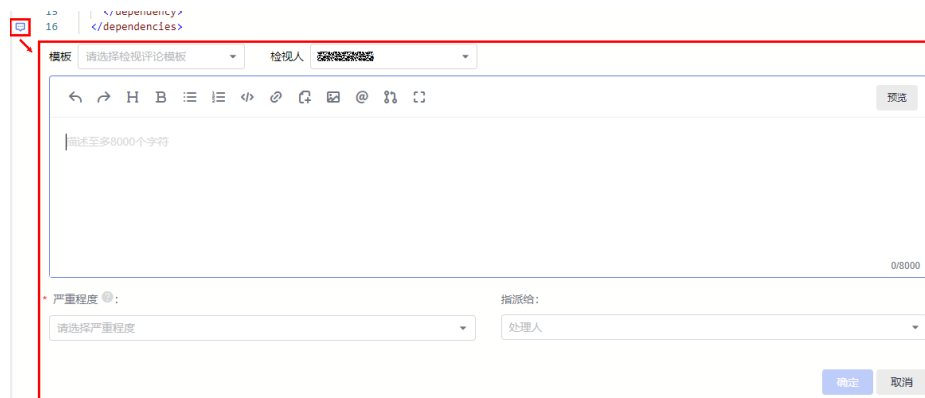 15 </dependency>
16 </dependencies>
模板 请选择检视评论模板 检视人
H B </> @ 预览
描述至多8000个字符
0/8000
* 严重程度 ? : 指派给:
请选择严重程度 处理人
确定 取消